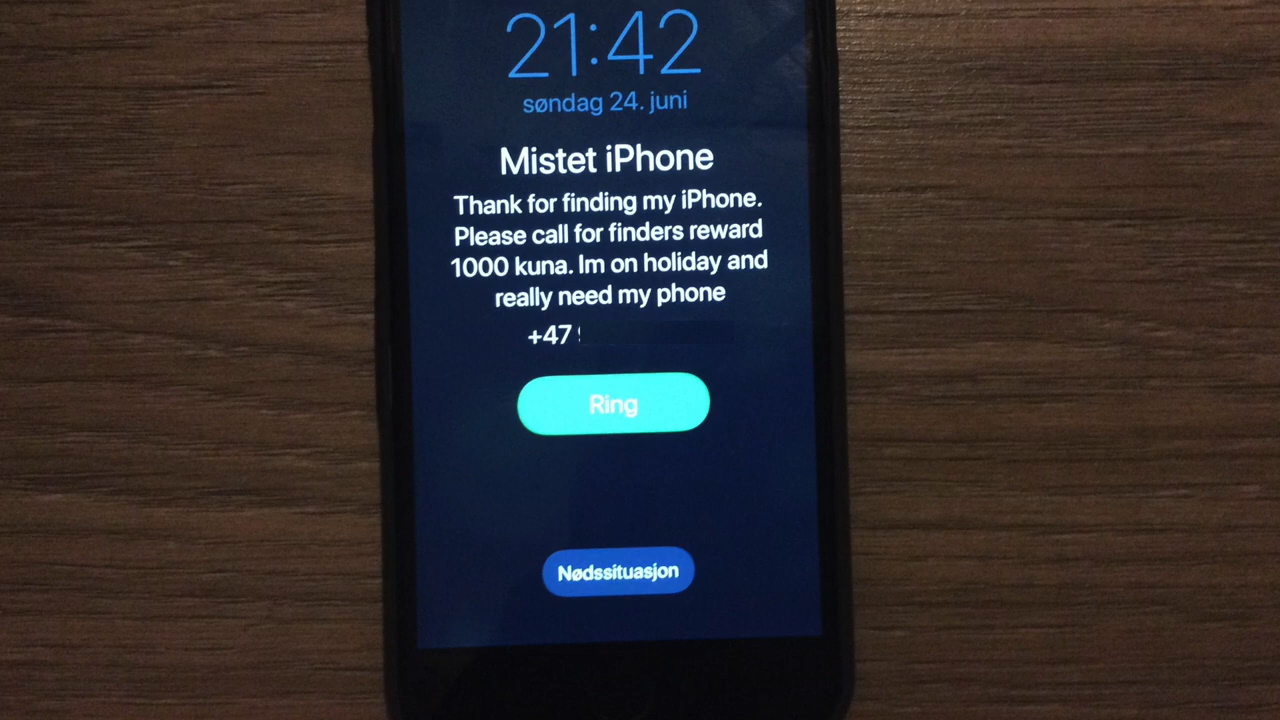 21:42
søndag 24. juni
Mistet iPhone
Thank for finding my iPhone.
Please call for finders reward
1000 kuna. Im on holiday and
really need my phone
+47
Ring
Nødssituasjon